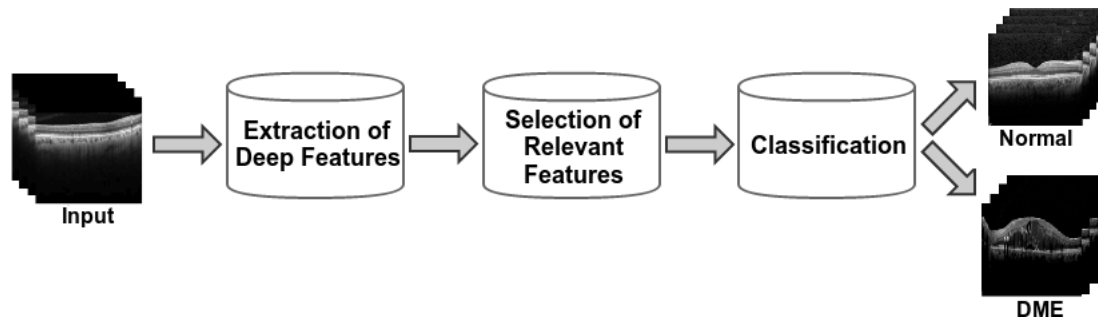 Input
Extraction of
Deep Features
Selection of
Relevant
Features
Classification
Normal
DME